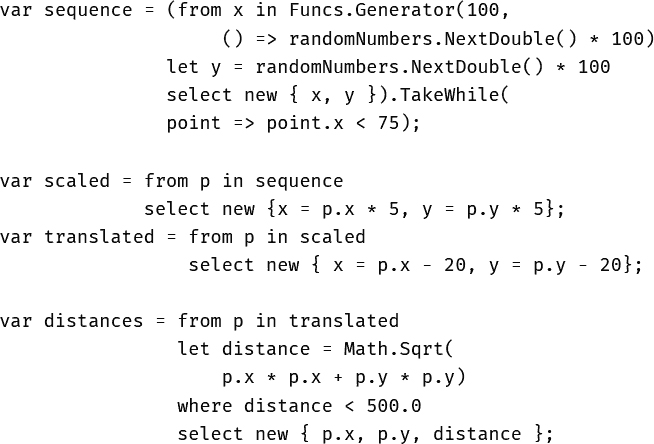 var sequence = (from x in Funcs.Generator(100,
                    () => randomNumbers.NextDouble() * 100)
               let y = randomNumbers.NextDouble() * 100
               select new { x, y }).TakeWhile(
               point => point.x < 75);

var scaled = from p in sequence
             select new {x = p.x * 5, y = p.y * 5};
var translated = from p in scaled
                 select new { x = p.x - 20, y = p.y - 20};

var distances = from p in translated
                let distance = Math.Sqrt(
                    p.x * p.x + p.y * p.y)
                where distance < 500.0
                select new { p.x, p.y, distance };